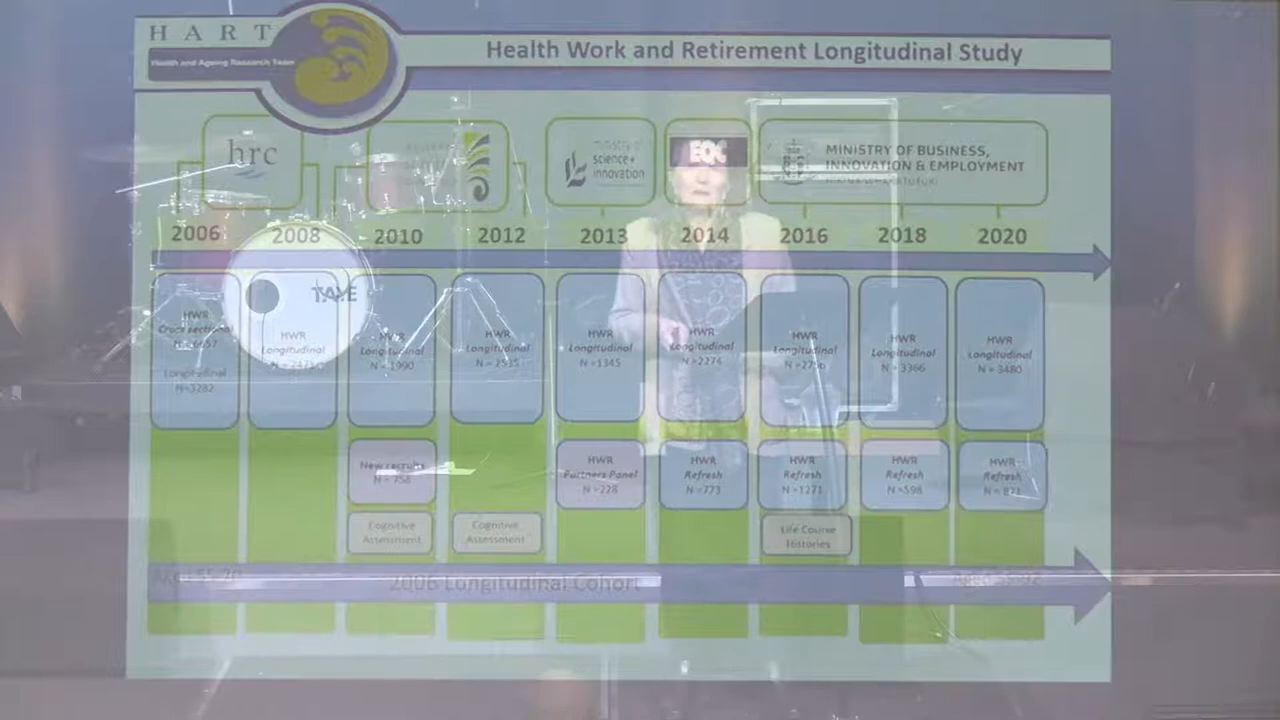 HART
Health and Ageing Research Team
Health Work and Retirement Longitudinal Study
hrc
ministry of
science+
innovation
EQC
MINISTRY OF BUSINESS,
INNOVATION & EMPLOYMENT
2006
2008
2010
2012
2013
2014
2016
2018
2020
TAYE
HWR
Cross sectional
Longitudinal
N=3282
HWR
Longitudinal
HWR
Longitudinal
N = 1990
HWR
Longitudinal
HWR
Longitudinal
N =1345
HWR
Longitudinal
N =2274
HWR
Longitudinal
HWR
Longitudinal
N = 3366
HWR
Longitudinal
N = 3480
New recruits
N = 758
HWR
Partners Panel
N =228
HWR
Refresh
N =773
HWR
Refresh
N =1271
HWR
Refresh
N =598
HWR
Refresh
Cognitive
Assessment
Cognitive
Assessment
Life Course
Histories
2006 Longitudinal Cohort